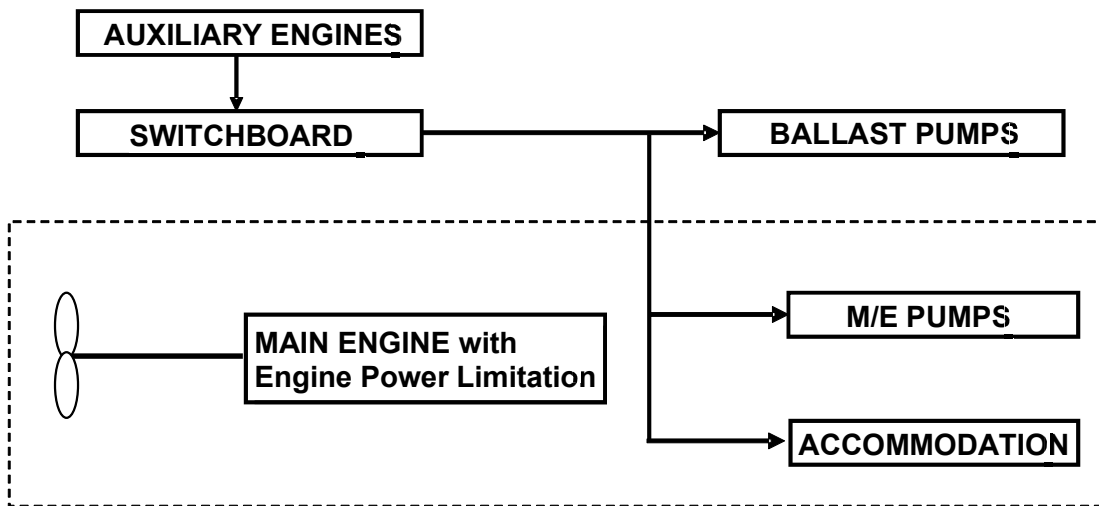 AUXILIARY ENGINES
SWITCHBOARD
BALLAST PUMPS
M/E PUMPS
MAIN ENGINE with
Engine Power Limitation
ACCOMMODATION